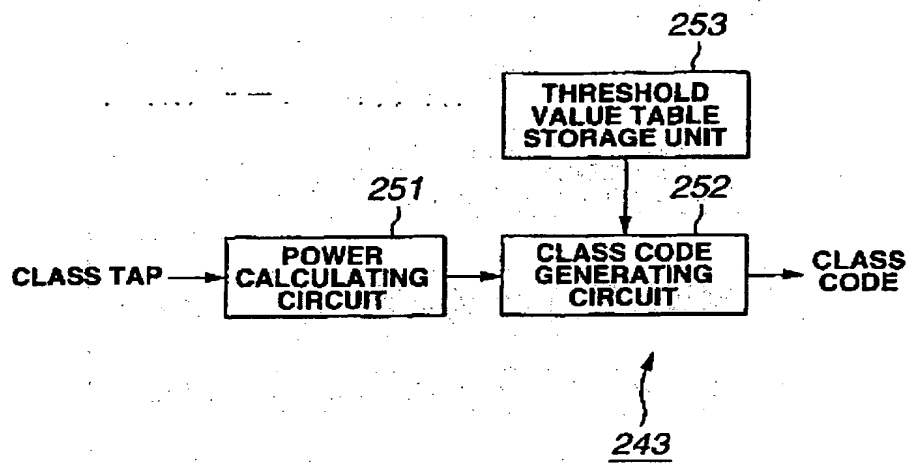 253
THRESHOLD
VALUE TABLE
STORAGE UNIT
251
252
CLASS TAP
POWER
CALCULATING
CIRCUIT
CLASS CODE
GENERATING
CIRCUIT
CLASS
CODE
243